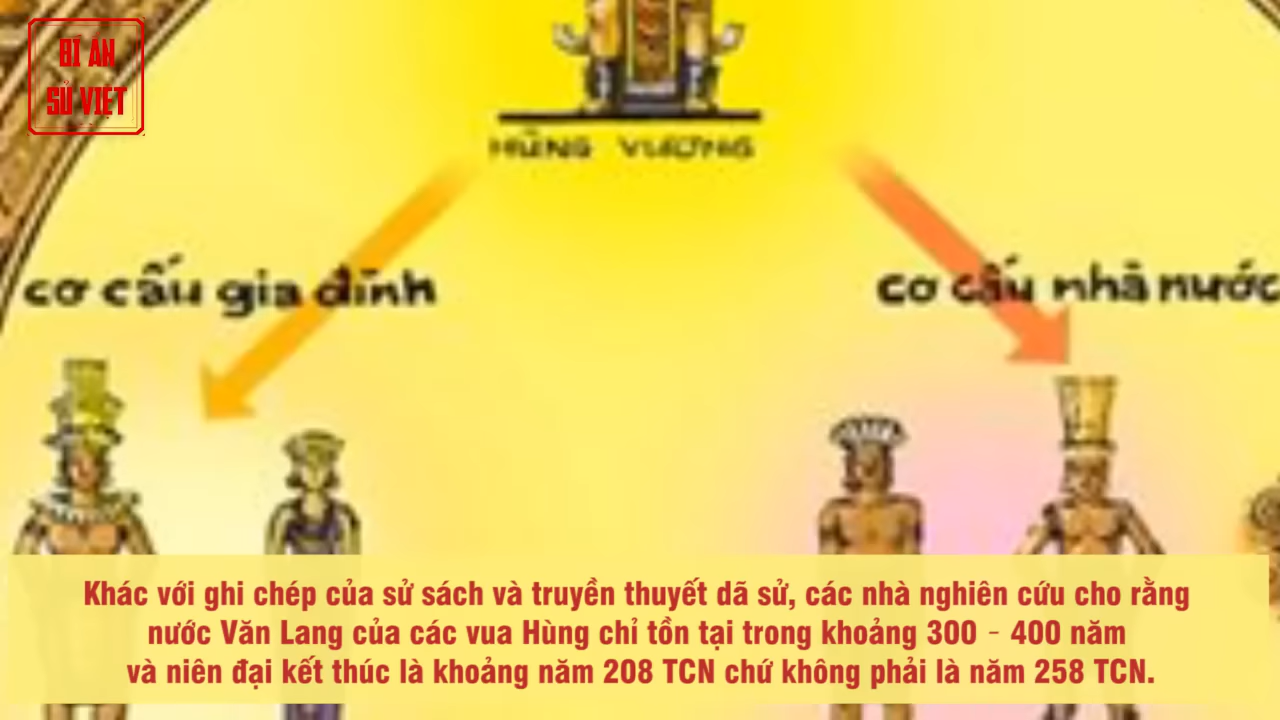 BÍ ẨN
SỬ VIỆT
HÙNG VƯƠNG
cơ cấu gia đình
cơ cấu nhà nước
Khác với ghi chép của sử sách và truyền thuyết dã sử, các nhà nghiên cứu cho rằng
nước Văn Lang của các vua Hùng chỉ tồn tại trong khoảng 300 - 400 năm
và niên đại kết thúc là khoảng năm 208 TCN chứ không phải là năm 258 TCN.